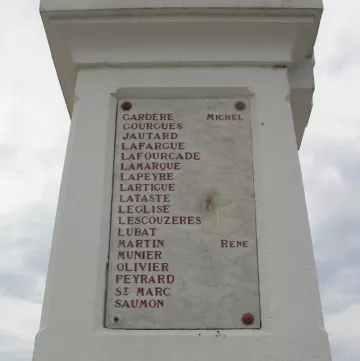 GARDERE MICHEL
GOURGUES
JAUTARD
LAFARGUE
LAFOURCADE
LAMARQUE
LAPEYRE
LARTIGUE
LATASTE
LEGLISE
LESCOUZERES
LUBAT
MARTIN RENE
MUNIER
OLIVIER
PEYRARD
ST MARC
SAUMON